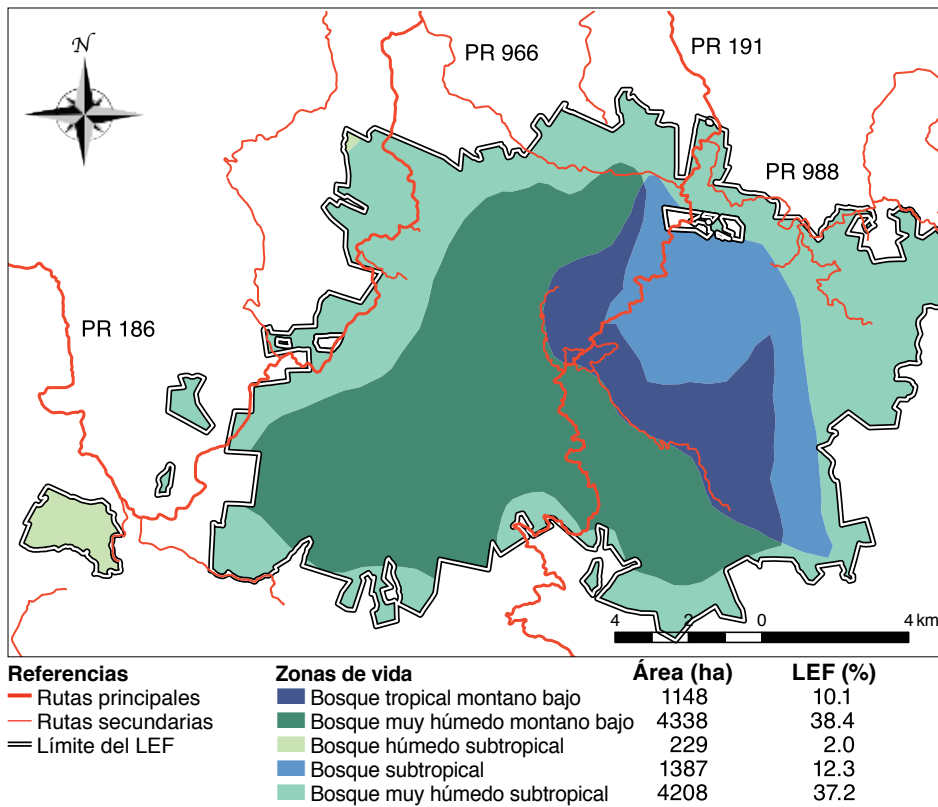 N
PR 966
PR 191
PR 988
PR 186
4 2 0 4 km
Referencias
Rutas principales
Rutas secundarias
Límite del LEF
Zonas de vida Área (ha) LEF (%)
Bosque tropical montano bajo 1148 10.1
Bosque muy húmedo montano bajo 4338 38.4
Bosque húmedo subtropical 229 2.0
Bosque subtropical 1387 12.3
Bosque muy húmedo subtropical 4208 37.2